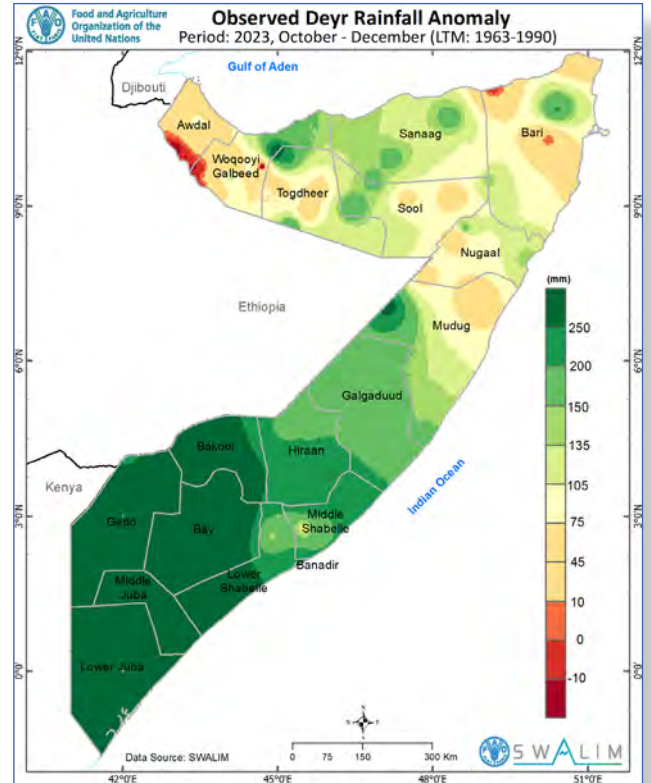 Food and Agriculture
Organization of the
United Nations
Observed Deyr Rainfall Anomaly
Period: 2023, October - December (LTM: 1963-1990)
12°0'N
12°0'N
Gulf of Aden
Djibouti
Awdal
Sanaag
Bari
Woqooyi
Galbeed
Togdheer
Sool
9°0'N
9°0'N
Nugaal
Ethiopia
(mm)
Mudug
250
200
6°0'N
6°0'N
Galgaduud
150
135
Bakool
Hiraan
Indian Ocean
105
Kenya
75
Gedo
Bay
Middle
Shabelle
3°0'N
3°0'N
45
Banadir
Middle
Juba
Lower
Shabelle
10
0
Lower Juba
-10
0°0'
0°0'
Data Source: SWALIM
0 75 150 300 Km
SWALIM
42°0'E 45°0'E 48°0'E 51°0'E